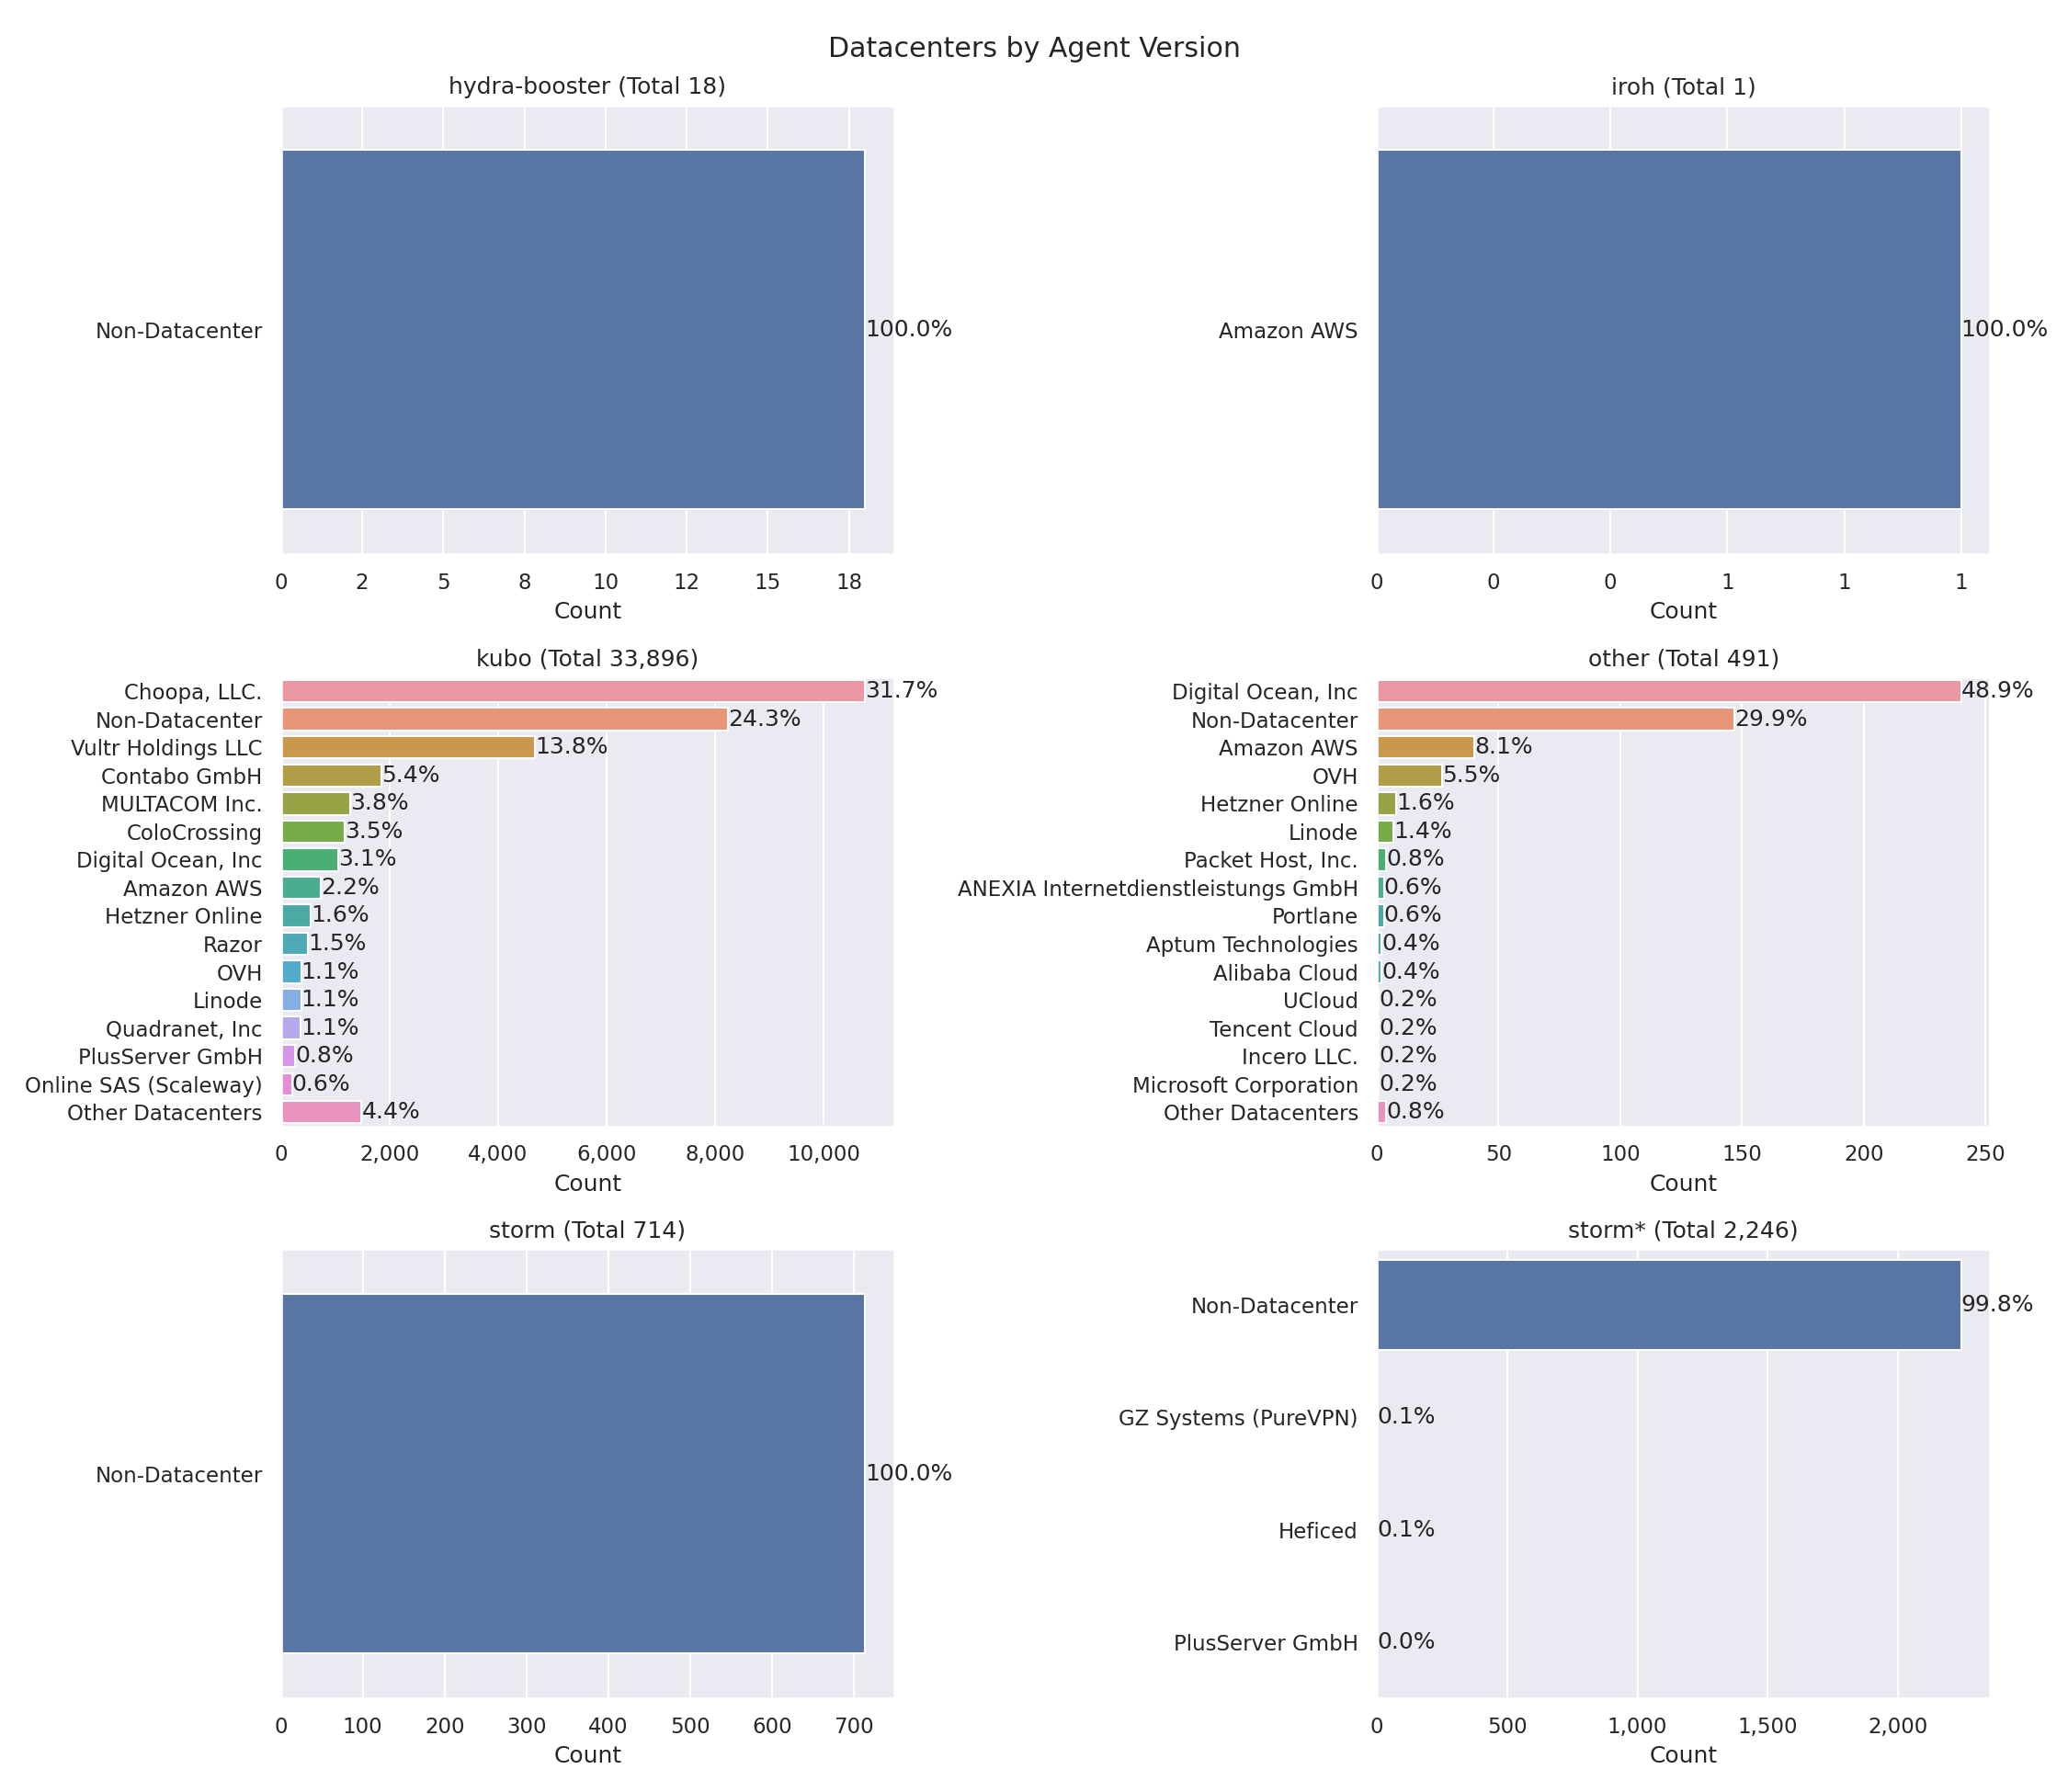 Datacenters by Agent Version
hydra-booster (Total 18)
Non-Datacenter
100.0%
0 2 5 8 10 12 15 18
Count
iroh (Total 1)
Amazon AWS
100.0%
0 0 0 1 1 1
Count
kubo (Total 33,896)
Choopa, LLC. 31.7%
Non-Datacenter 24.3%
Vultr Holdings LLC 13.8%
Contabo GmbH 5.4%
MULTACOM Inc. 3.8%
ColoCrossing 3.5%
Digital Ocean, Inc 3.1%
Amazon AWS 2.2%
Hetzner Online 1.6%
Razor 1.5%
OVH 1.1%
Linode 1.1%
Quadranet, Inc 1.1%
PlusServer GmbH 0.8%
Online SAS (Scaleway) 0.6%
Other Datacenters 4.4%
0 2,000 4,000 6,000 8,000 10,000
Count
other (Total 491)
Digital Ocean, Inc 48.9%
Non-Datacenter 29.9%
Amazon AWS 8.1%
OVH 5.5%
Hetzner Online 1.6%
Linode 1.4%
Packet Host, Inc. 0.8%
ANEXIA Internetdienstleistungs GmbH 0.6%
Portlane 0.6%
Aptum Technologies 0.4%
Alibaba Cloud 0.4%
UCloud 0.2%
Tencent Cloud 0.2%
Incero LLC. 0.2%
Microsoft Corporation 0.2%
Other Datacenters 0.8%
0 50 100 150 200 250
Count
storm (Total 714)
Non-Datacenter
100.0%
0 100 200 300 400 500 600 700
Count
storm* (Total 2,246)
Non-Datacenter 99.8%
GZ Systems (PureVPN) 0.1%
Heficed 0.1%
PlusServer GmbH 0.0%
0 500 1,000 1,500 2,000
Count